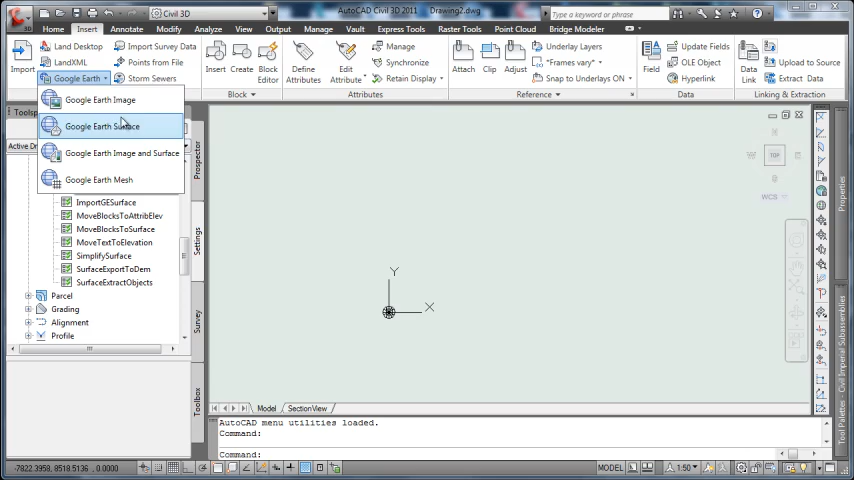 Civil 3D
AutoCAD Civil 3D 2011 Drawing2.dwg
Type a keyword or phrase
Home Insert Annotate Modify Analyze View Output Manage Vault Express Tools Raster Tools Point Cloud Bridge Modeler
Land Desktop Import Survey Data
LandXML Points from File
Import Google Earth Storm Sewers
Insert Create Block Editor
Define Attributes Edit Attribute
Manage
Synchronize
Retain Display
Attach Clip Adjust
Underlay Layers
*Frames vary*
Snap to Underlays ON
Field Update Fields
OLE Object
Hyperlink
Data Link Upload to Source
Extract Data
Block Reference Data Linking & Extraction
Google Earth Image
Google Earth Surface
Google Earth Image and Surface
Google Earth Mesh
Toolsp
Active Dr
ImportGESurface
MoveBlocksToAttribElev
MoveBlocksToSurface
MoveTextToElevation
SimplifySurface
SurfaceExportToDem
SurfaceExtractObjects
Parcel
Grading
Alignment
Profile
Prospector
Settings
Survey
Toolbox
Y
X
W TOP
WCS
Properties
Tool Palettes - Civil Imperial Subassemblies
Model SectionView
AutoCAD menu utilities loaded.
Command:
Command:
-7822.3958, 8518.5136 , 0.0000
MODEL 1:50